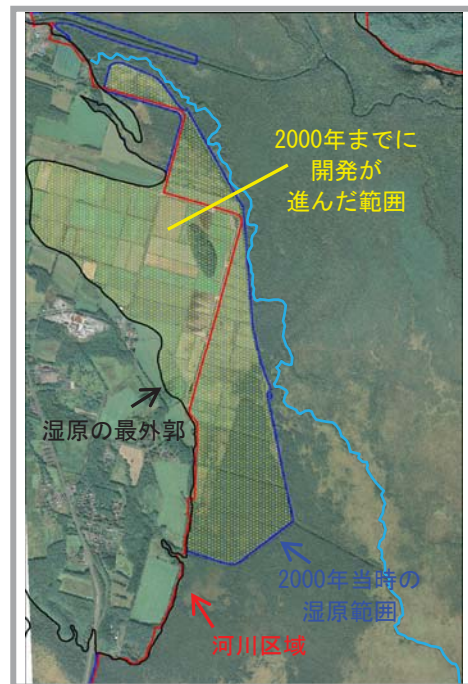 2000年までに
開発が
進んだ範囲
湿原の最外郭
2000年当時の
湿原範囲
河川区域